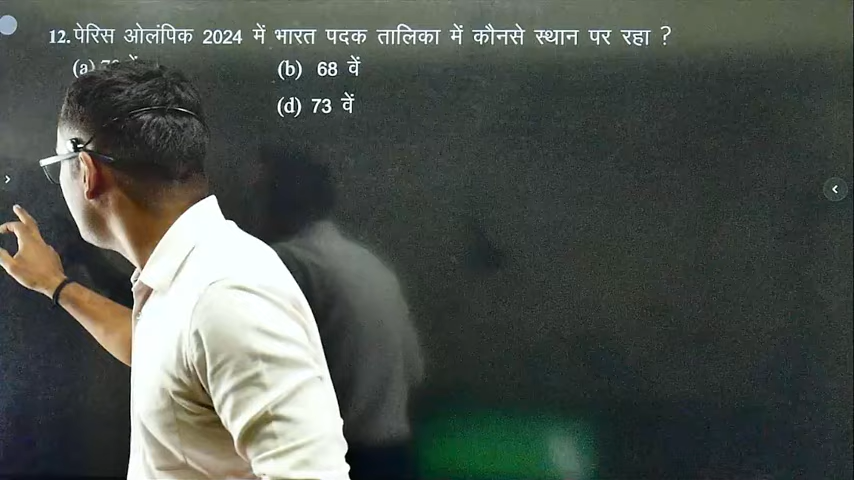 12. पेरिस ओलंपिक 2024 में भारत पदक तालिका में कौनसे स्थान पर रहा ?
(a)
(b) 68 वें
(d) 73 वें